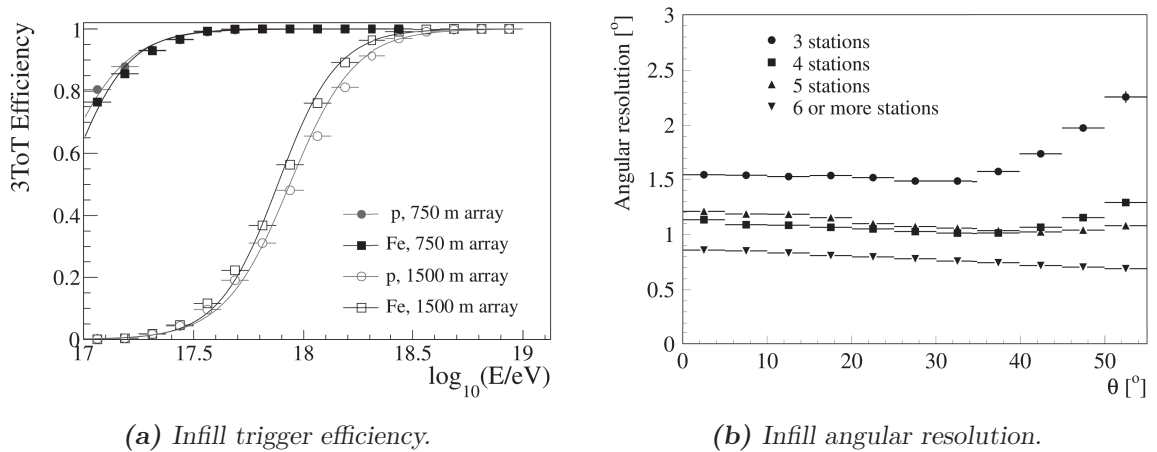 3ToT Efficiency
1
0.8
0.6
0.4
0.2
0
p, 750 m array
Fe, 750 m array
p, 1500 m array
Fe, 1500 m array
17 17.5 18 18.5 19
log10(E/eV)
(a) Infill trigger efficiency.
Angular resolution [o]
3
2.5
2
1.5
1
0.5
0
3 stations
4 stations
5 stations
6 or more stations
0 10 20 30 40 50
θ [o]
(b) Infill angular resolution.